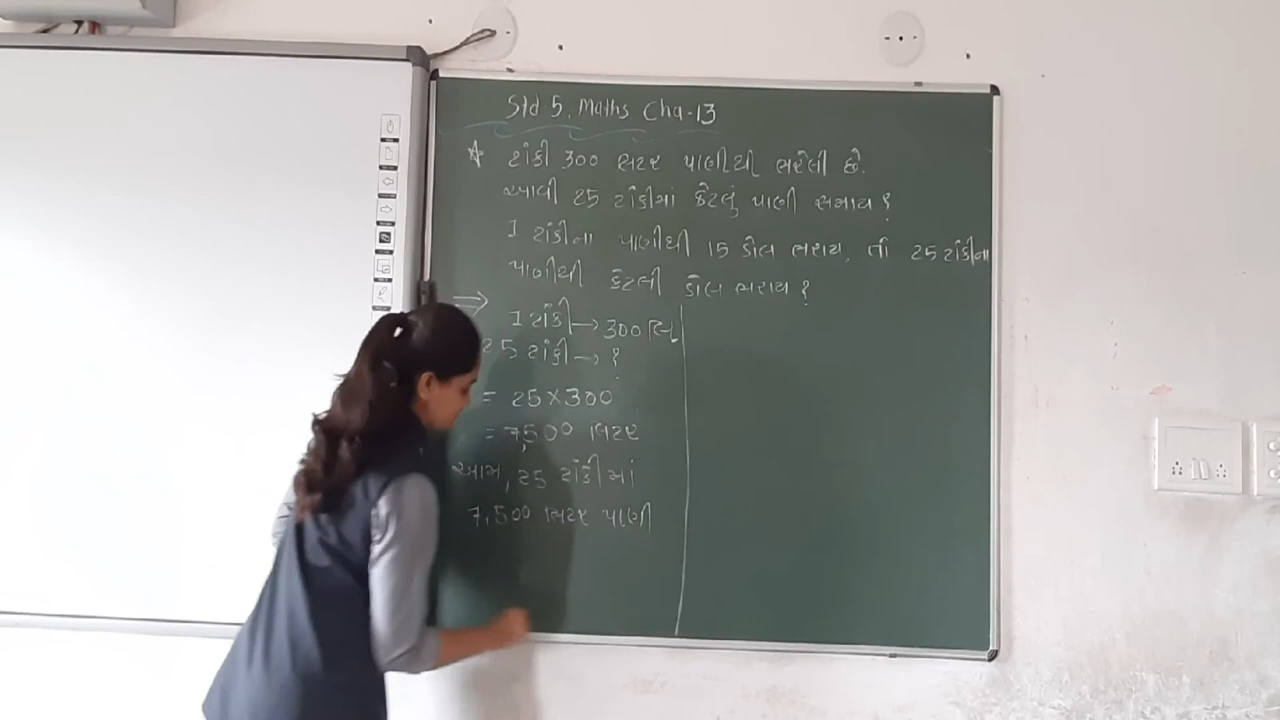 Std 5, Maths Cha-13
ટાંકી 300 લિટર પાણીથી ભરેલી છે.
આવી 25 ટાંકીમાં કેટલું પાણી સમાય ?
1 ટાંકીના પાણીથી 15 ડોલ ભરાય, તો 25 ટાંકીના
પાણીથી કેટલી ડોલ ભરાય ?
⇒
1 ટાંકી → 300 લિ
25 ટાંકી → ?
= 25 × 300
= 7,500 લિટર
આમ, 25 ટાંકીમાં
7,500 લિટર પાણી